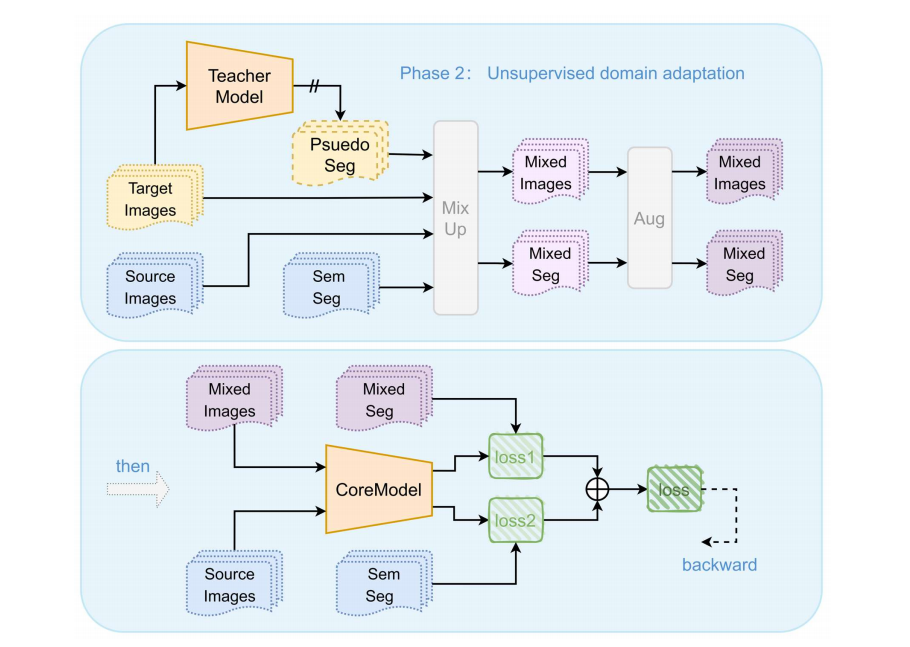 Teacher
Model
Phase 2： Unsupervised domain adaptation
Psuedo
Seg
Target
Images
Source
Images
Sem
Seg
Mix
Up
Mixed
Images
Mixed
Seg
Aug
Mixed
Images
Mixed
Seg
then
Mixed
Images
Mixed
Seg
CoreModel
Source
Images
Sem
Seg
loss1
loss2
loss
backward